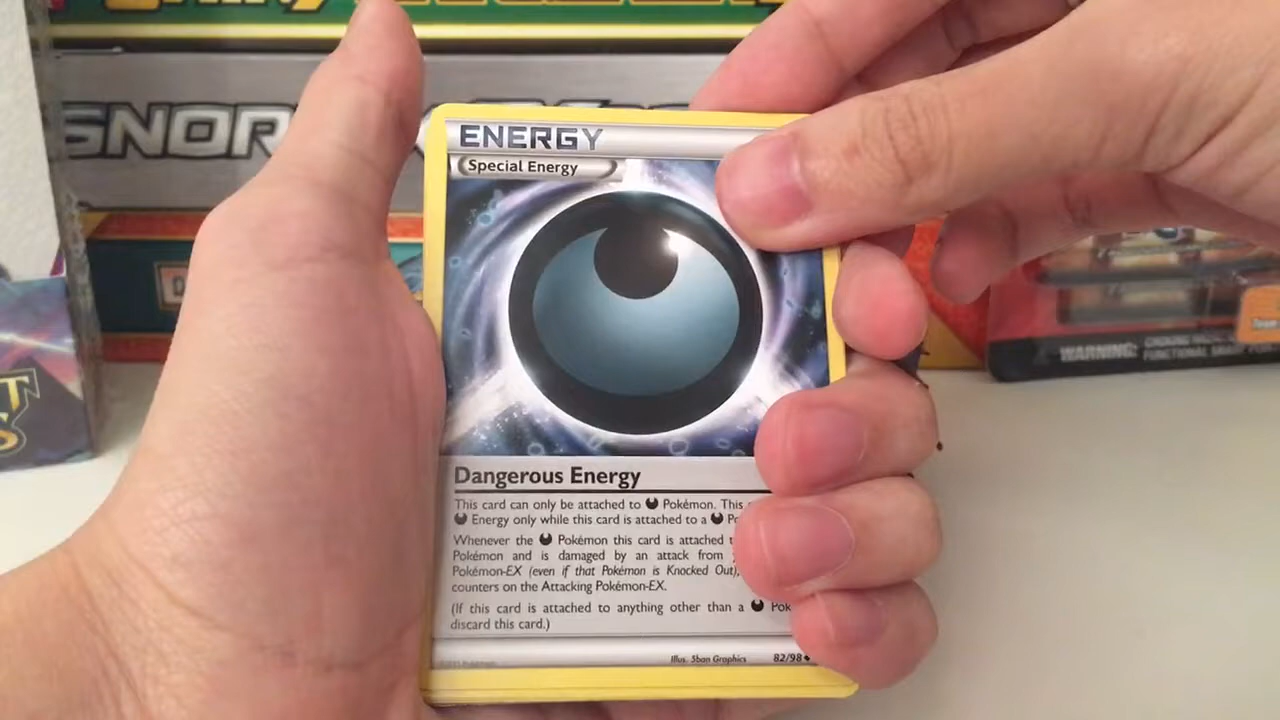 SNOR
ENERGY
Special Energy
WARNING:
Dangerous Energy
This card can only be attached to Pokémon. This
Energy only while this card is attached to a
Whenever the Pokémon this card is attached
Pokémon and is damaged by an attack from
Pokémon-EX (even if that Pokémon is Knocked Out),
counters on the Attacking Pokémon-EX.
(If this card is attached to anything other than a Pok
discard this card.)
Illus. 5ban Graphics 82/98